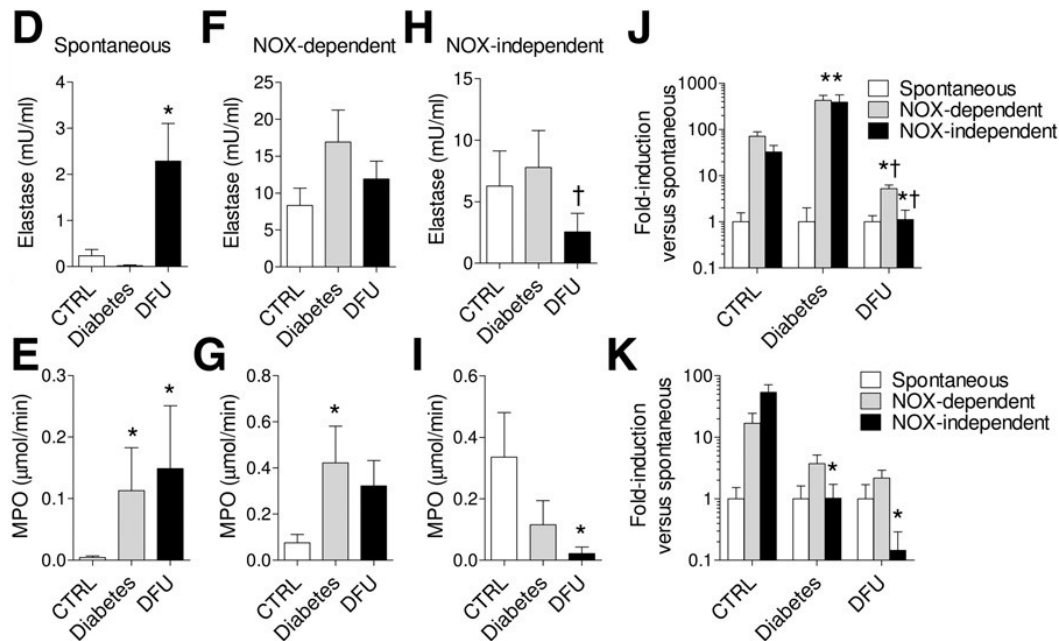 D
Spontaneous
Elastase (mU/ml)
4
3
2
1
0
*
CTRL
Diabetes
DFU
F
NOX-dependent
Elastase (mU/ml)
25
20
15
10
5
0
CTRL
Diabetes
DFU
H
NOX-independent
Elastase (mU/ml)
15
10
5
0
†
CTRL
Diabetes
DFU
J
Fold-induction
versus spontaneous
1000
100
10
1
0.1
**
*†
*†
CTRL
Diabetes
DFU
Spontaneous
NOX-dependent
NOX-independent
E
MPO (µmol/min)
0.3
0.2
0.1
0.0
*
*
CTRL
Diabetes
DFU
G
MPO (µmol/min)
0.8
0.6
0.4
0.2
0.0
*
CTRL
Diabetes
DFU
I
MPO (µmol/min)
0.6
0.4
0.2
0.0
*
CTRL
Diabetes
DFU
K
Fold-induction
versus spontaneous
100
10
1
0.1
*
*
CTRL
Diabetes
DFU
Spontaneous
NOX-dependent
NOX-independent